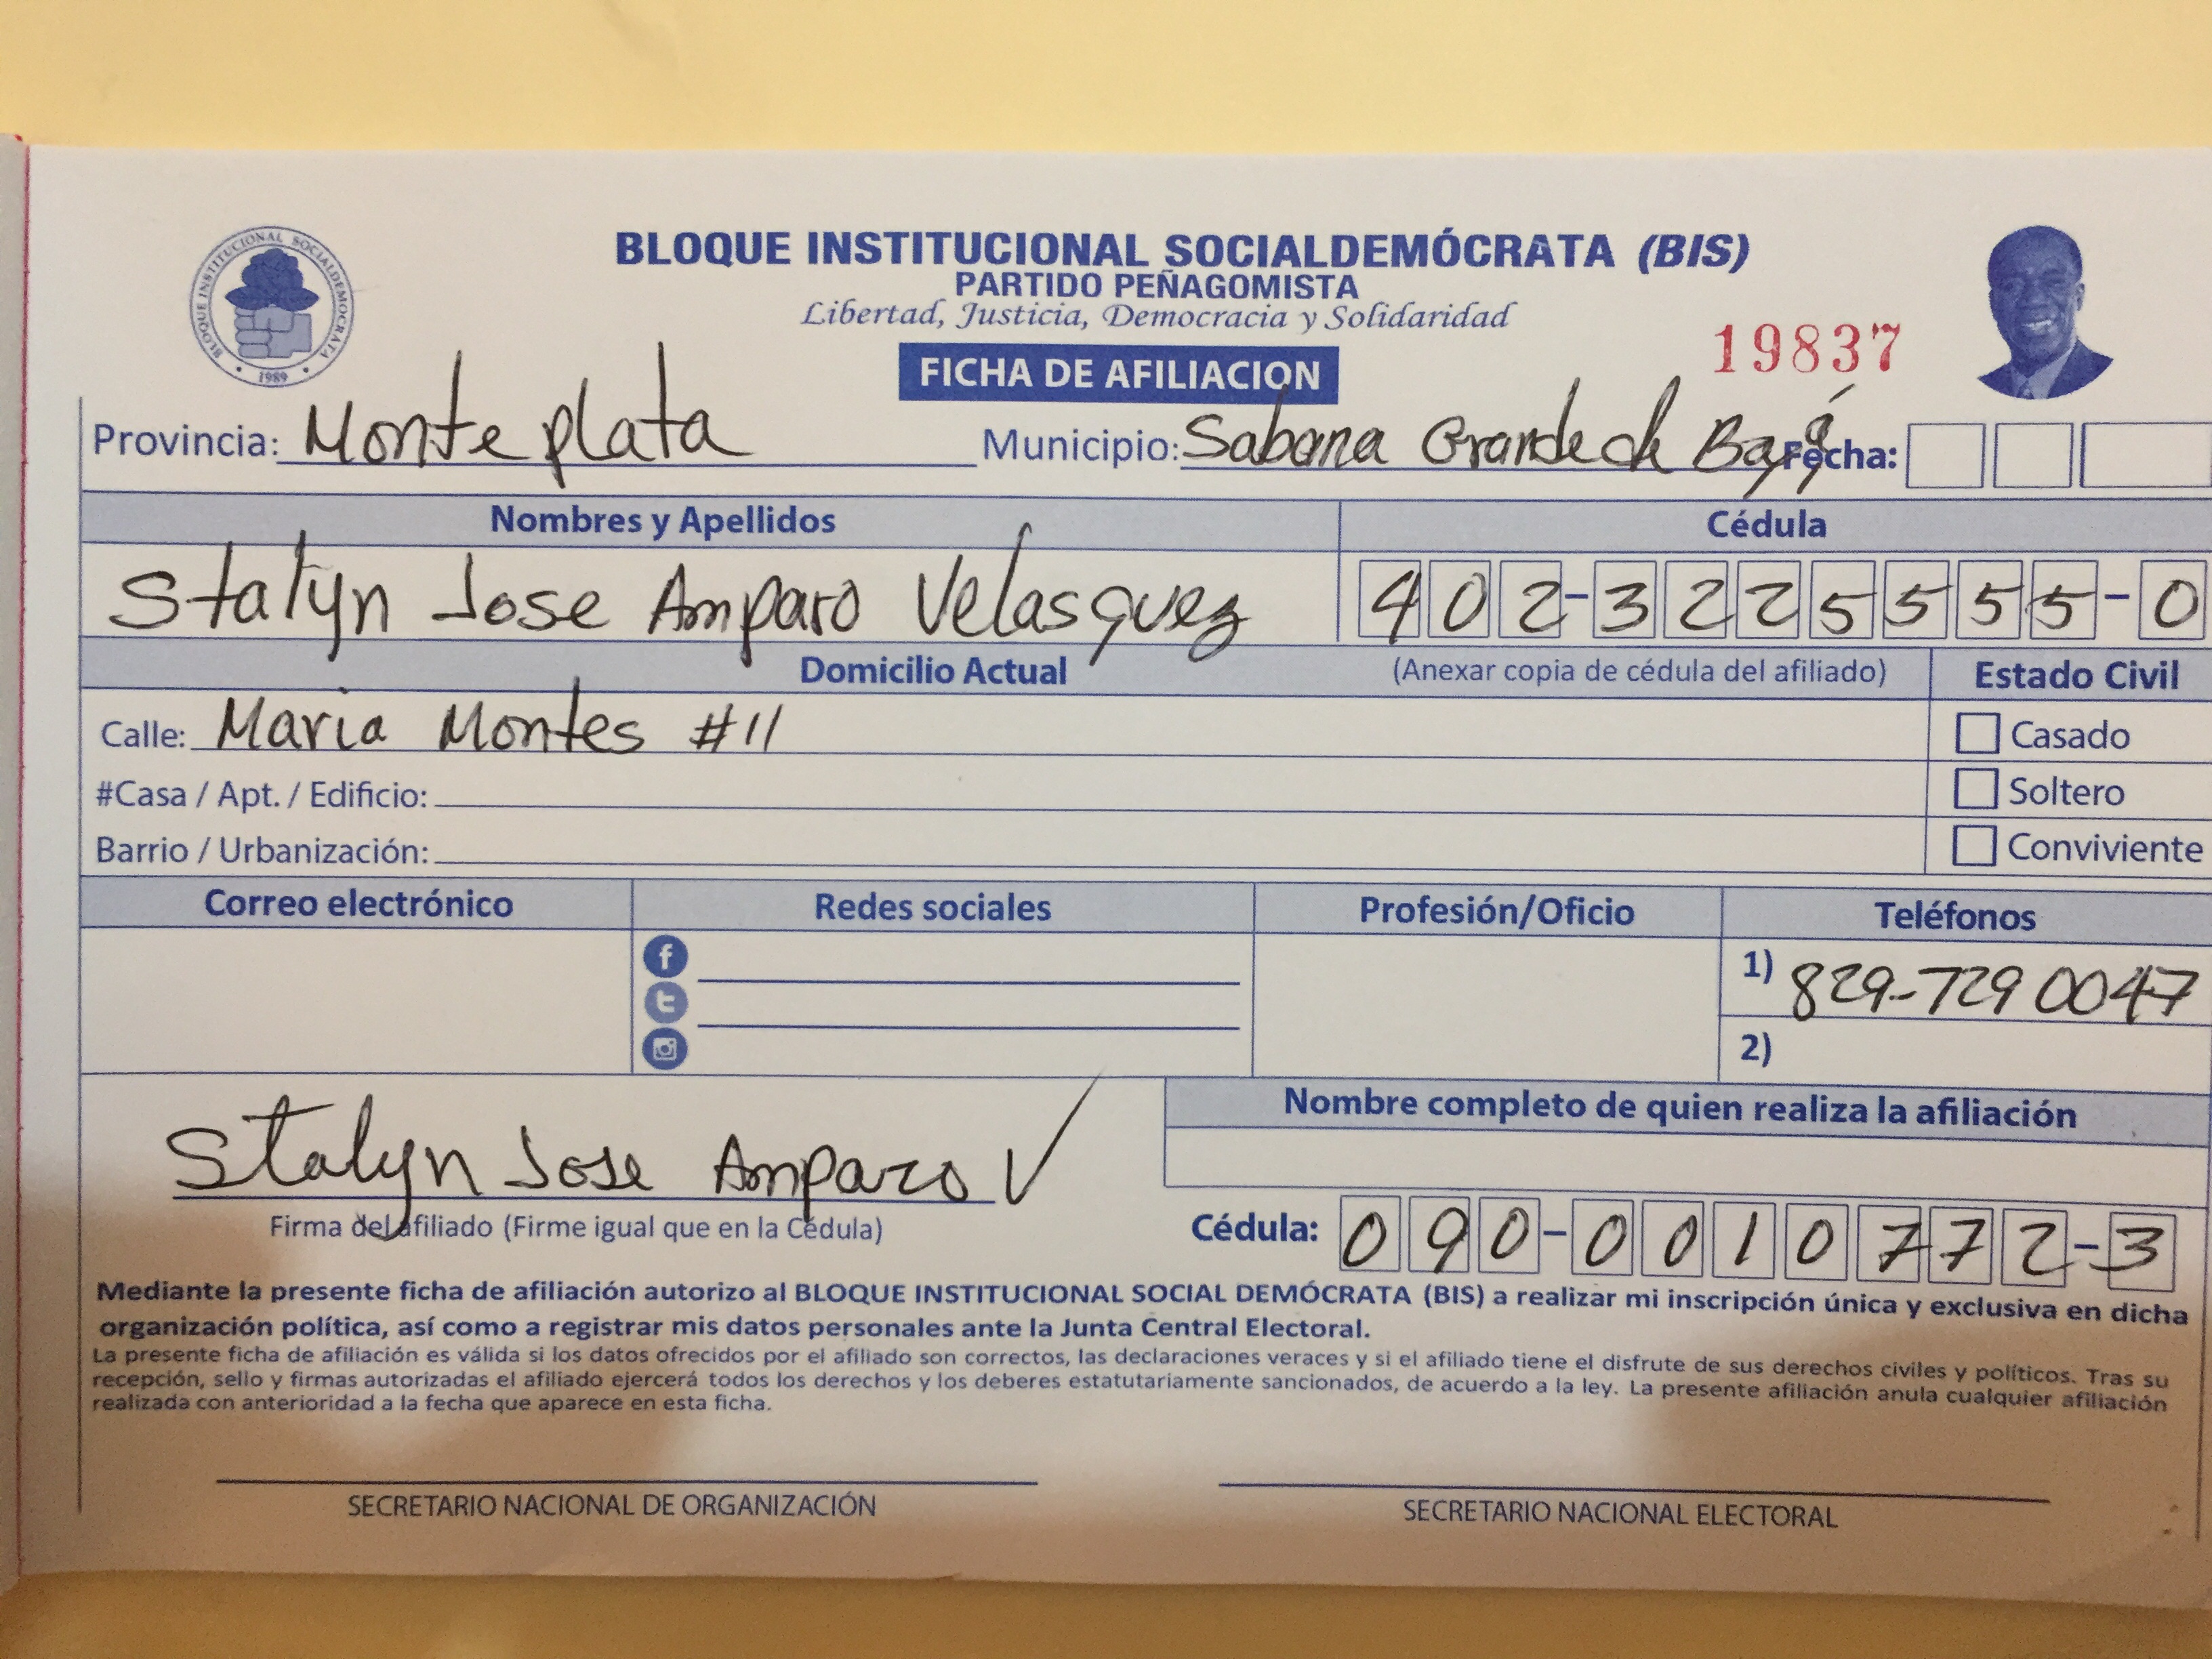 BLOQUE INSTITUCIONAL SOCIALDEMOCRATA
1989
BLOQUE INSTITUCIONAL SOCIALDEMÓCRATA (BIS)
PARTIDO PEÑAGOMISTA
Libertad, Justicia, Democracia y Solidaridad
19837
FICHA DE AFILIACION
Provincia: Monte plata Municipio: Sabana Grande de Fecha:
Nombres y Apellidos Cédula
Stalyn Jose Amparo Velasquez 402-3225555-0
Domicilio Actual (Anexar copia de cédula del afiliado) Estado Civil
Calle: Maria Montes #11 Casado
#Casa / Apt. / Edificio: Soltero
Barrio / Urbanización: Conviviente
Correo electrónico Redes sociales Profesión/Oficio Teléfonos
1) 829-729 0047
2)
Nombre completo de quien realiza la afiliación
Stalyn Jose Amparo V
Firma del afiliado (Firme igual que en la Cédula) Cédula: 090-0010772-3
Mediante la presente ficha de afiliación autorizo al BLOQUE INSTITUCIONAL SOCIAL DEMÓCRATA (BIS) a realizar mi inscripción única y exclusiva en dicha
organización política, así como a registrar mis datos personales ante la Junta Central Electoral.
La presente ficha de afiliación es válida si los datos ofrecidos por el afiliado son correctos, las declaraciones veraces y si el afiliado tiene el disfrute de sus derechos civiles y políticos. Tras su
recepción, sello y firmas autorizadas el afiliado ejercerá todos los derechos y los deberes estatutariamente sancionados, de acuerdo a la ley. La presente afiliación anula cualquier afiliación
realizada con anterioridad a la fecha que aparece en esta ficha.
SECRETARIO NACIONAL DE ORGANIZACIÓN SECRETARIO NACIONAL ELECTORAL